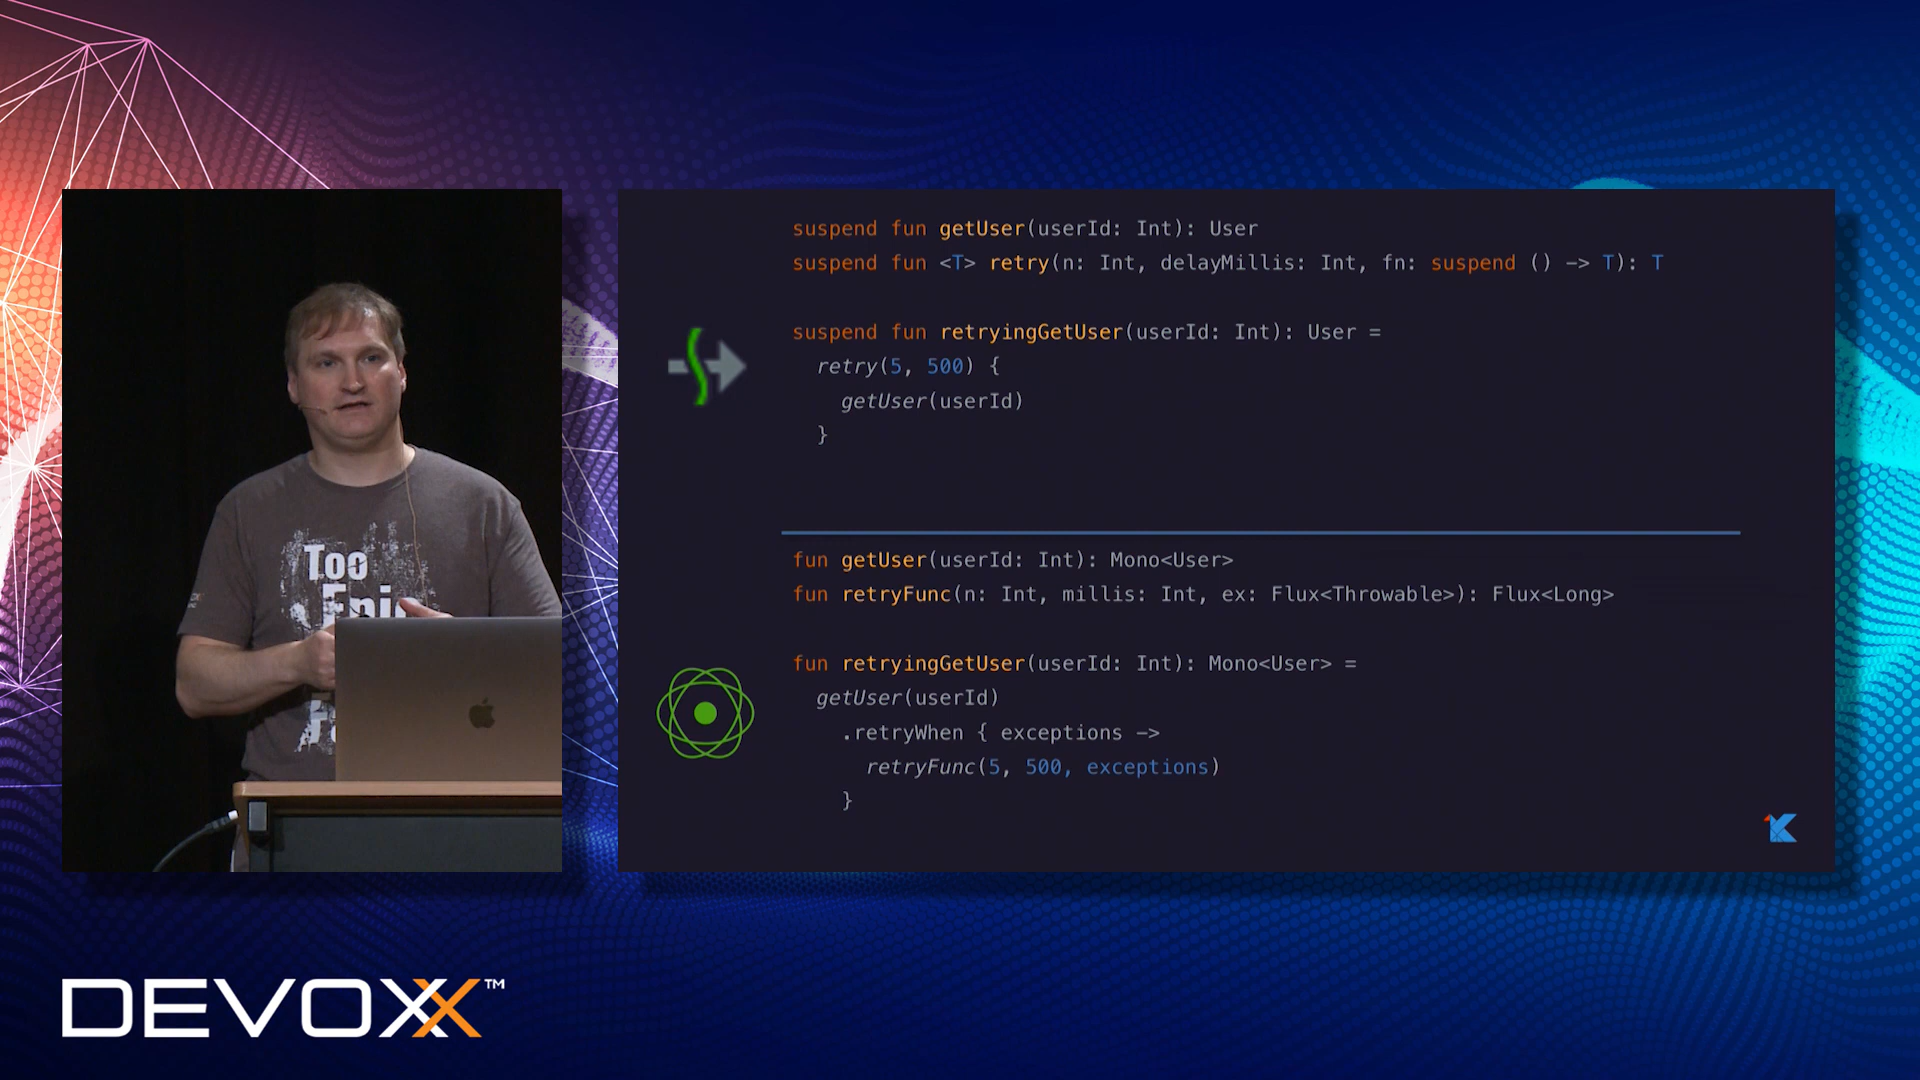 suspend fun getUser(userId: Int): User
suspend fun <T> retry(n: Int, delayMillis: Int, fn: suspend () -> T): T
suspend fun retryingGetUser(userId: Int): User =
retry(5, 500) {
getUser(userId)
}
fun getUser(userId: Int): Mono<User>
fun retryFunc(n: Int, millis: Int, ex: Flux<Throwable>): Flux<Long>
fun retryingGetUser(userId: Int): Mono<User> =
getUser(userId)
.retryWhen { exceptions ->
retryFunc(5, 500, exceptions)
}
Too
Epic
DEVOXX™